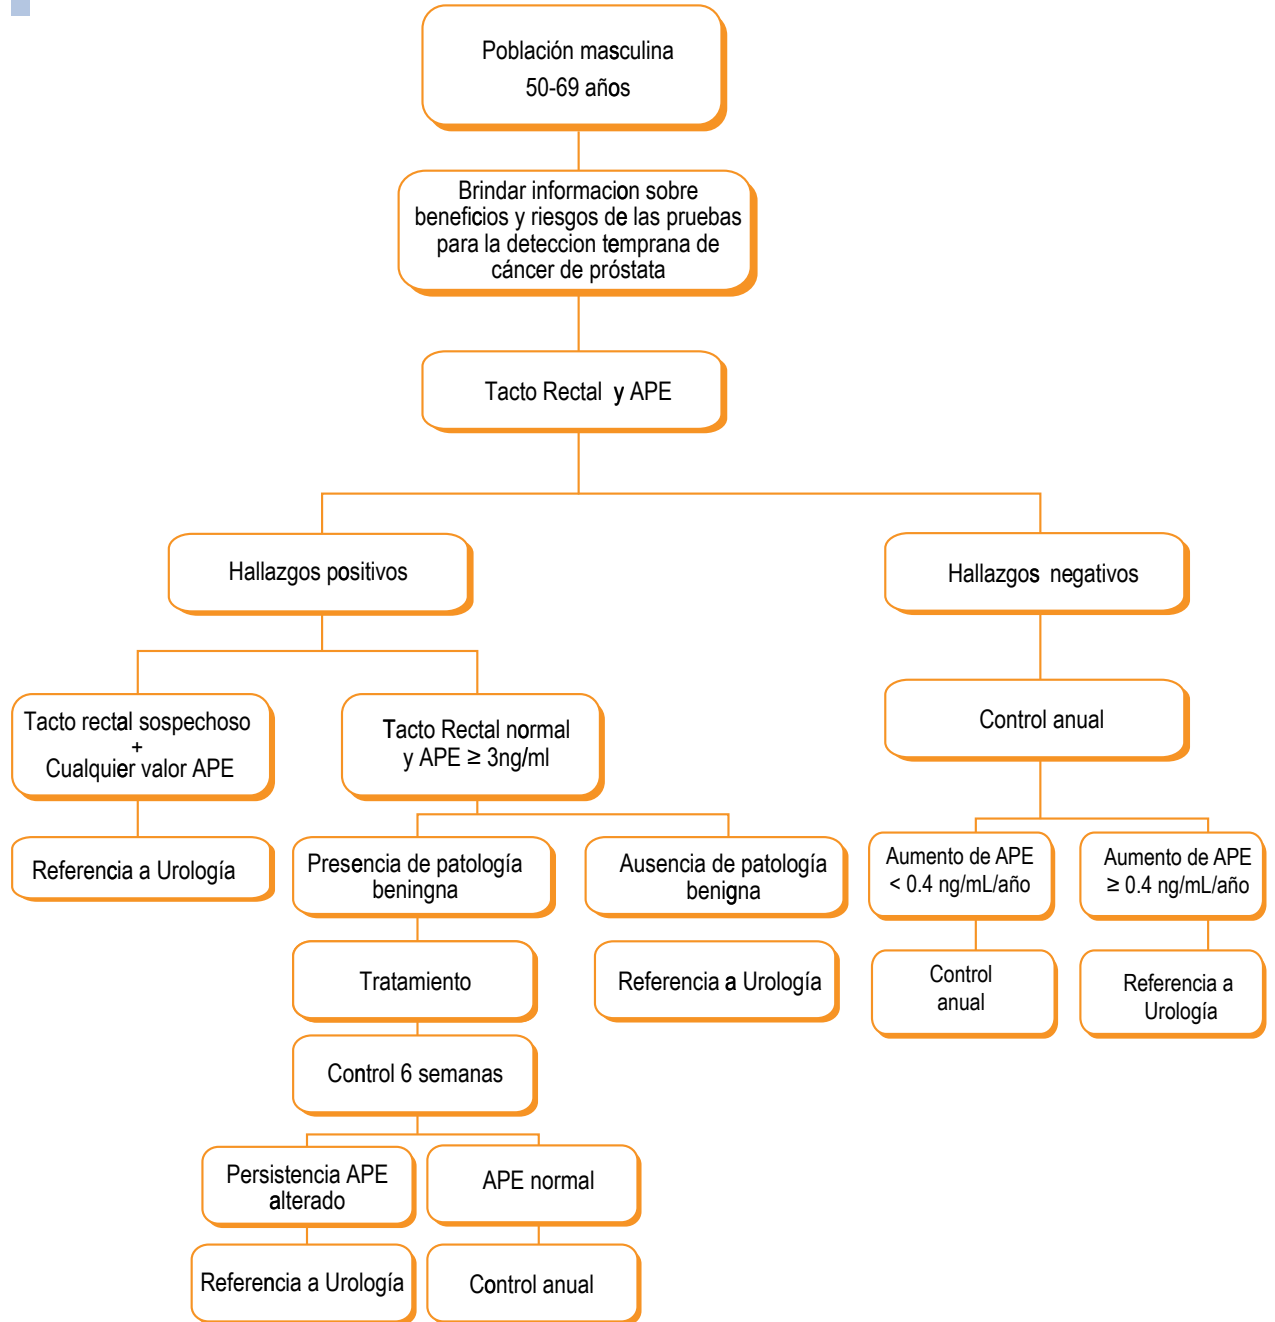 Población masculina
50-69 años
Brindar informacion sobre
beneficios y riesgos de las pruebas
para la deteccion temprana de
cáncer de próstata
Tacto Rectal y APE
Hallazgos positivos
Hallazgos negativos
Tacto rectal sospechoso
+
Cualquier valor APE
Tacto Rectal normal
y APE ≥ 3ng/ml
Control anual
Referencia a Urología
Presencia de patología
beningna
Ausencia de patología
benigna
Aumento de APE
< 0.4 ng/mL/año
Aumento de APE
≥ 0.4 ng/mL/año
Tratamiento
Referencia a Urología
Control
anual
Referencia a
Urología
Control 6 semanas
Persistencia APE
alterado
APE normal
Referencia a Urología
Control anual